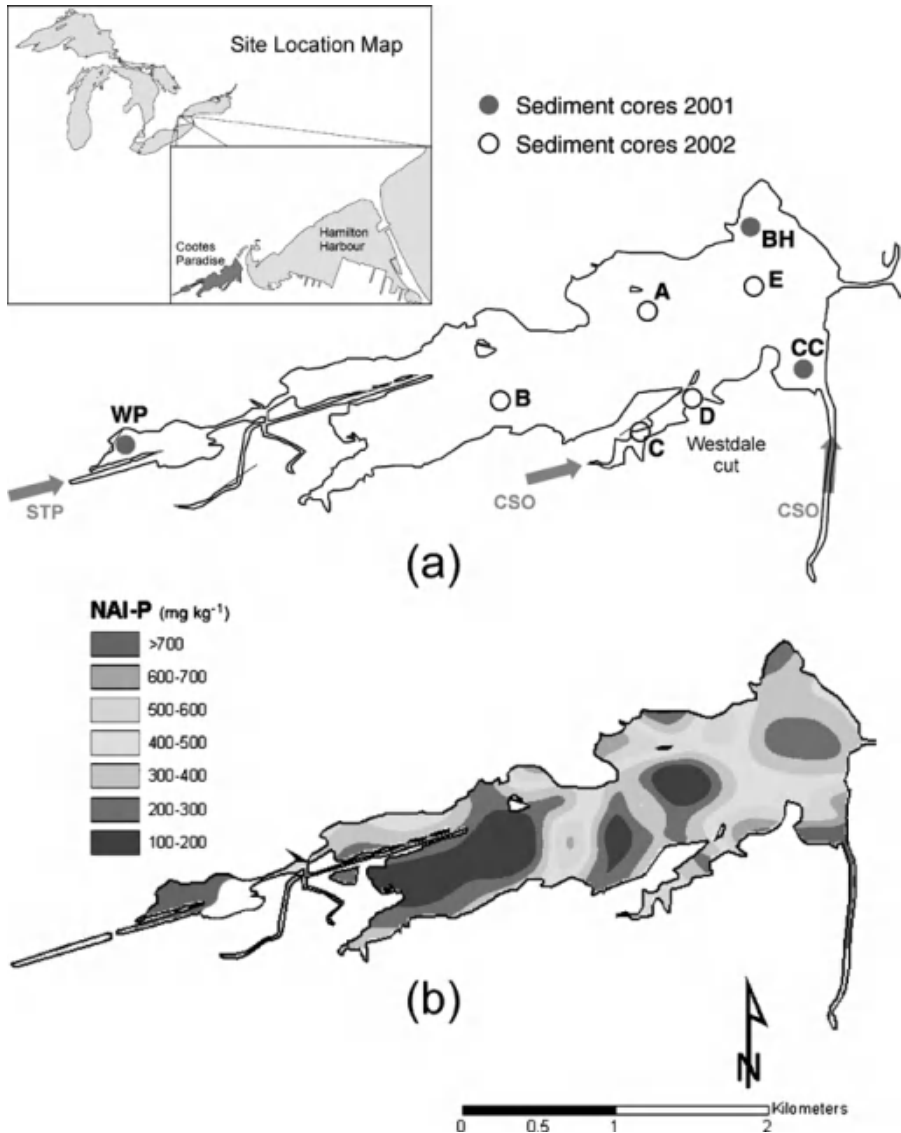 Site Location Map
Cootes
Paradise
Hamilton
Harbour
Sediment cores 2001
Sediment cores 2002
BH
E
A
CC
B
D
WP
C
Westdale
cut
STP
CSO
CSO
(a)
NAI-P (mg kg-1)
>700
600-700
500-600
400-500
300-400
200-300
100-200
(b)
N
Kilometers
0 0.5 1 2